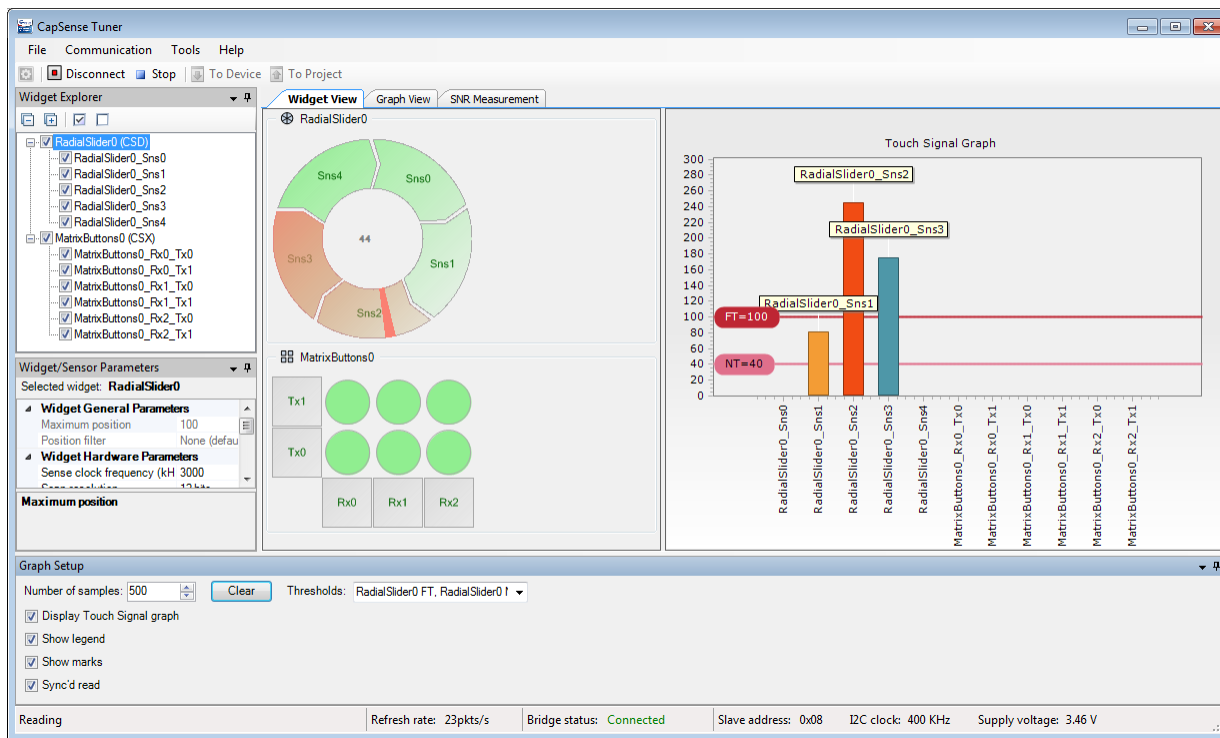 CapSense Tuner
File Communication Tools Help
Disconnect Stop To Device To Project
Widget Explorer
RadialSlider0 (CSD)
RadialSlider0_Sns0
RadialSlider0_Sns1
RadialSlider0_Sns2
RadialSlider0_Sns3
RadialSlider0_Sns4
MatrixButtons0 (CSX)
MatrixButtons0_Rx0_Tx0
MatrixButtons0_Rx0_Tx1
MatrixButtons0_Rx1_Tx0
MatrixButtons0_Rx1_Tx1
MatrixButtons0_Rx2_Tx0
MatrixButtons0_Rx2_Tx1
Widget/Sensor Parameters
Selected widget: RadialSlider0
Widget General Parameters
Maximum position 100
Position filter None (defau
Widget Hardware Parameters
Sense clock frequency (kH 3000
Maximum position
Widget View Graph View SNR Measurement
RadialSlider0
Sns4 Sns0
44
Sns3 Sns1
Sns2
MatrixButtons0
Tx1
Tx0
Rx0 Rx1 Rx2
Touch Signal Graph
300
280
260
240
220
200
180
160
140
120
100
80
60
40
20
0
RadialSlider0_Sns2
RadialSlider0_Sns3
RadialSlider0_Sns1
FT=100
NT=40
RadialSlider0_Sns0
RadialSlider0_Sns1
RadialSlider0_Sns2
RadialSlider0_Sns3
RadialSlider0_Sns4
MatrixButtons0_Rx0_Tx0
MatrixButtons0_Rx0_Tx1
MatrixButtons0_Rx1_Tx0
MatrixButtons0_Rx1_Tx1
MatrixButtons0_Rx2_Tx0
MatrixButtons0_Rx2_Tx1
Graph Setup
Number of samples: 500 Clear Thresholds: RadialSlider0 FT, RadialSlider0
Display Touch Signal graph
Show legend
Show marks
Sync'd read
Reading Refresh rate: 23pkts/s Bridge status: Connected Slave address: 0x08 I2C clock: 400 KHz Supply voltage: 3.46 V